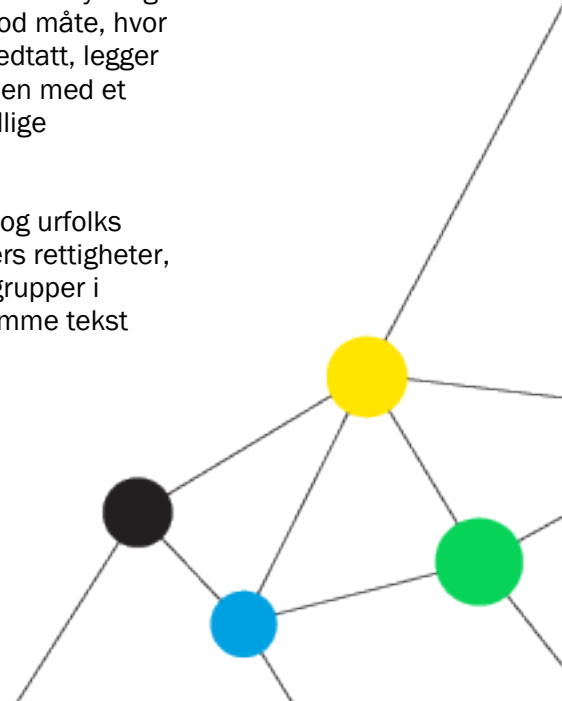 od måte, hvor
edtatt, legger
en med et
llige
og urfolks
ers rettigheter,
grupper i
mme tekst